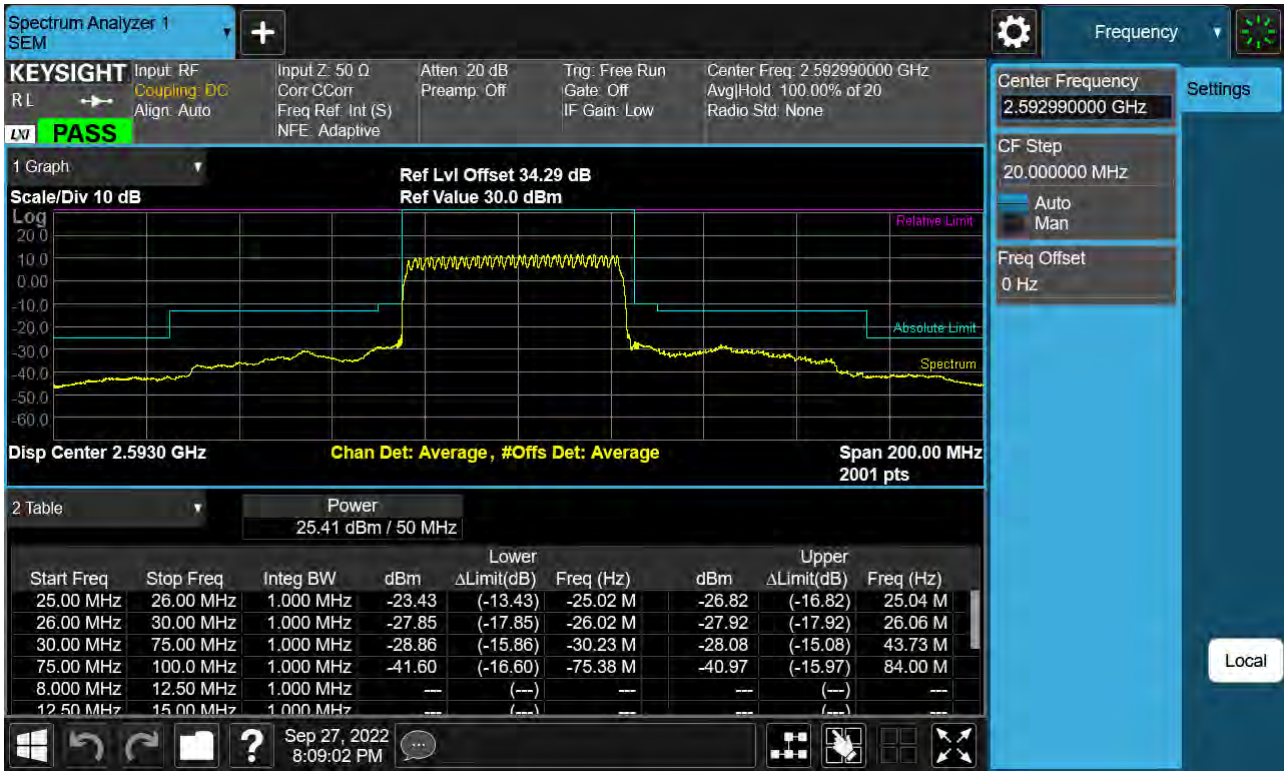 Spectrum Analyzer 1
SEM
+
Frequency
KEYSIGHT
RL
LXI
PASS
Input: RF
Coupling: DC
Align: Auto
Input Z: 50 Ω
Corr CCorr
Freq Ref: Int (S)
NFE: Adaptive
Atten: 20 dB
Preamp: Off
Trig: Free Run
Gate: Off
IF Gain: Low
Center Freq: 2.592990000 GHz
Avg|Hold: 100.00% of 20
Radio Std: None
Center Frequency
2.592990000 GHz
Settings
CF Step
20.000000 MHz
Auto
Man
Freq Offset
0 Hz
Local
1 Graph
Scale/Div 10 dB
Ref Lvl Offset 34.29 dB
Ref Value 30.0 dBm
Log
20.0
10.0
0.00
-10.0
-20.0
-30.0
-40.0
-50.0
-60.0
Relative Limit
Absolute Limit
Spectrum
Disp Center 2.5930 GHz
Chan Det: Average, #Offs Det: Average
Span 200.00 MHz
2001 pts
2 Table
Power
25.41 dBm / 50 MHz
Lower Upper
Start Freq Stop Freq Integ BW dBm ΔLimit(dB) Freq (Hz) dBm ΔLimit(dB) Freq (Hz)
25.00 MHz 26.00 MHz 1.000 MHz -23.43 (-13.43) -25.02 M -26.82 (-16.82) 25.04 M
26.00 MHz 30.00 MHz 1.000 MHz -27.85 (-17.85) -26.02 M -27.92 (-17.92) 26.06 M
30.00 MHz 75.00 MHz 1.000 MHz -28.86 (-15.86) -30.23 M -28.08 (-15.08) 43.73 M
75.00 MHz 100.0 MHz 1.000 MHz -41.60 (-16.60) -75.38 M -40.97 (-15.97) 84.00 M
8.000 MHz 12.50 MHz 1.000 MHz --- (---) --- --- (---) ---
12.50 MHz 15.00 MHz 1.000 MHz --- (---) --- --- (---) ---
?
Sep 27, 2022
8:09:02 PM